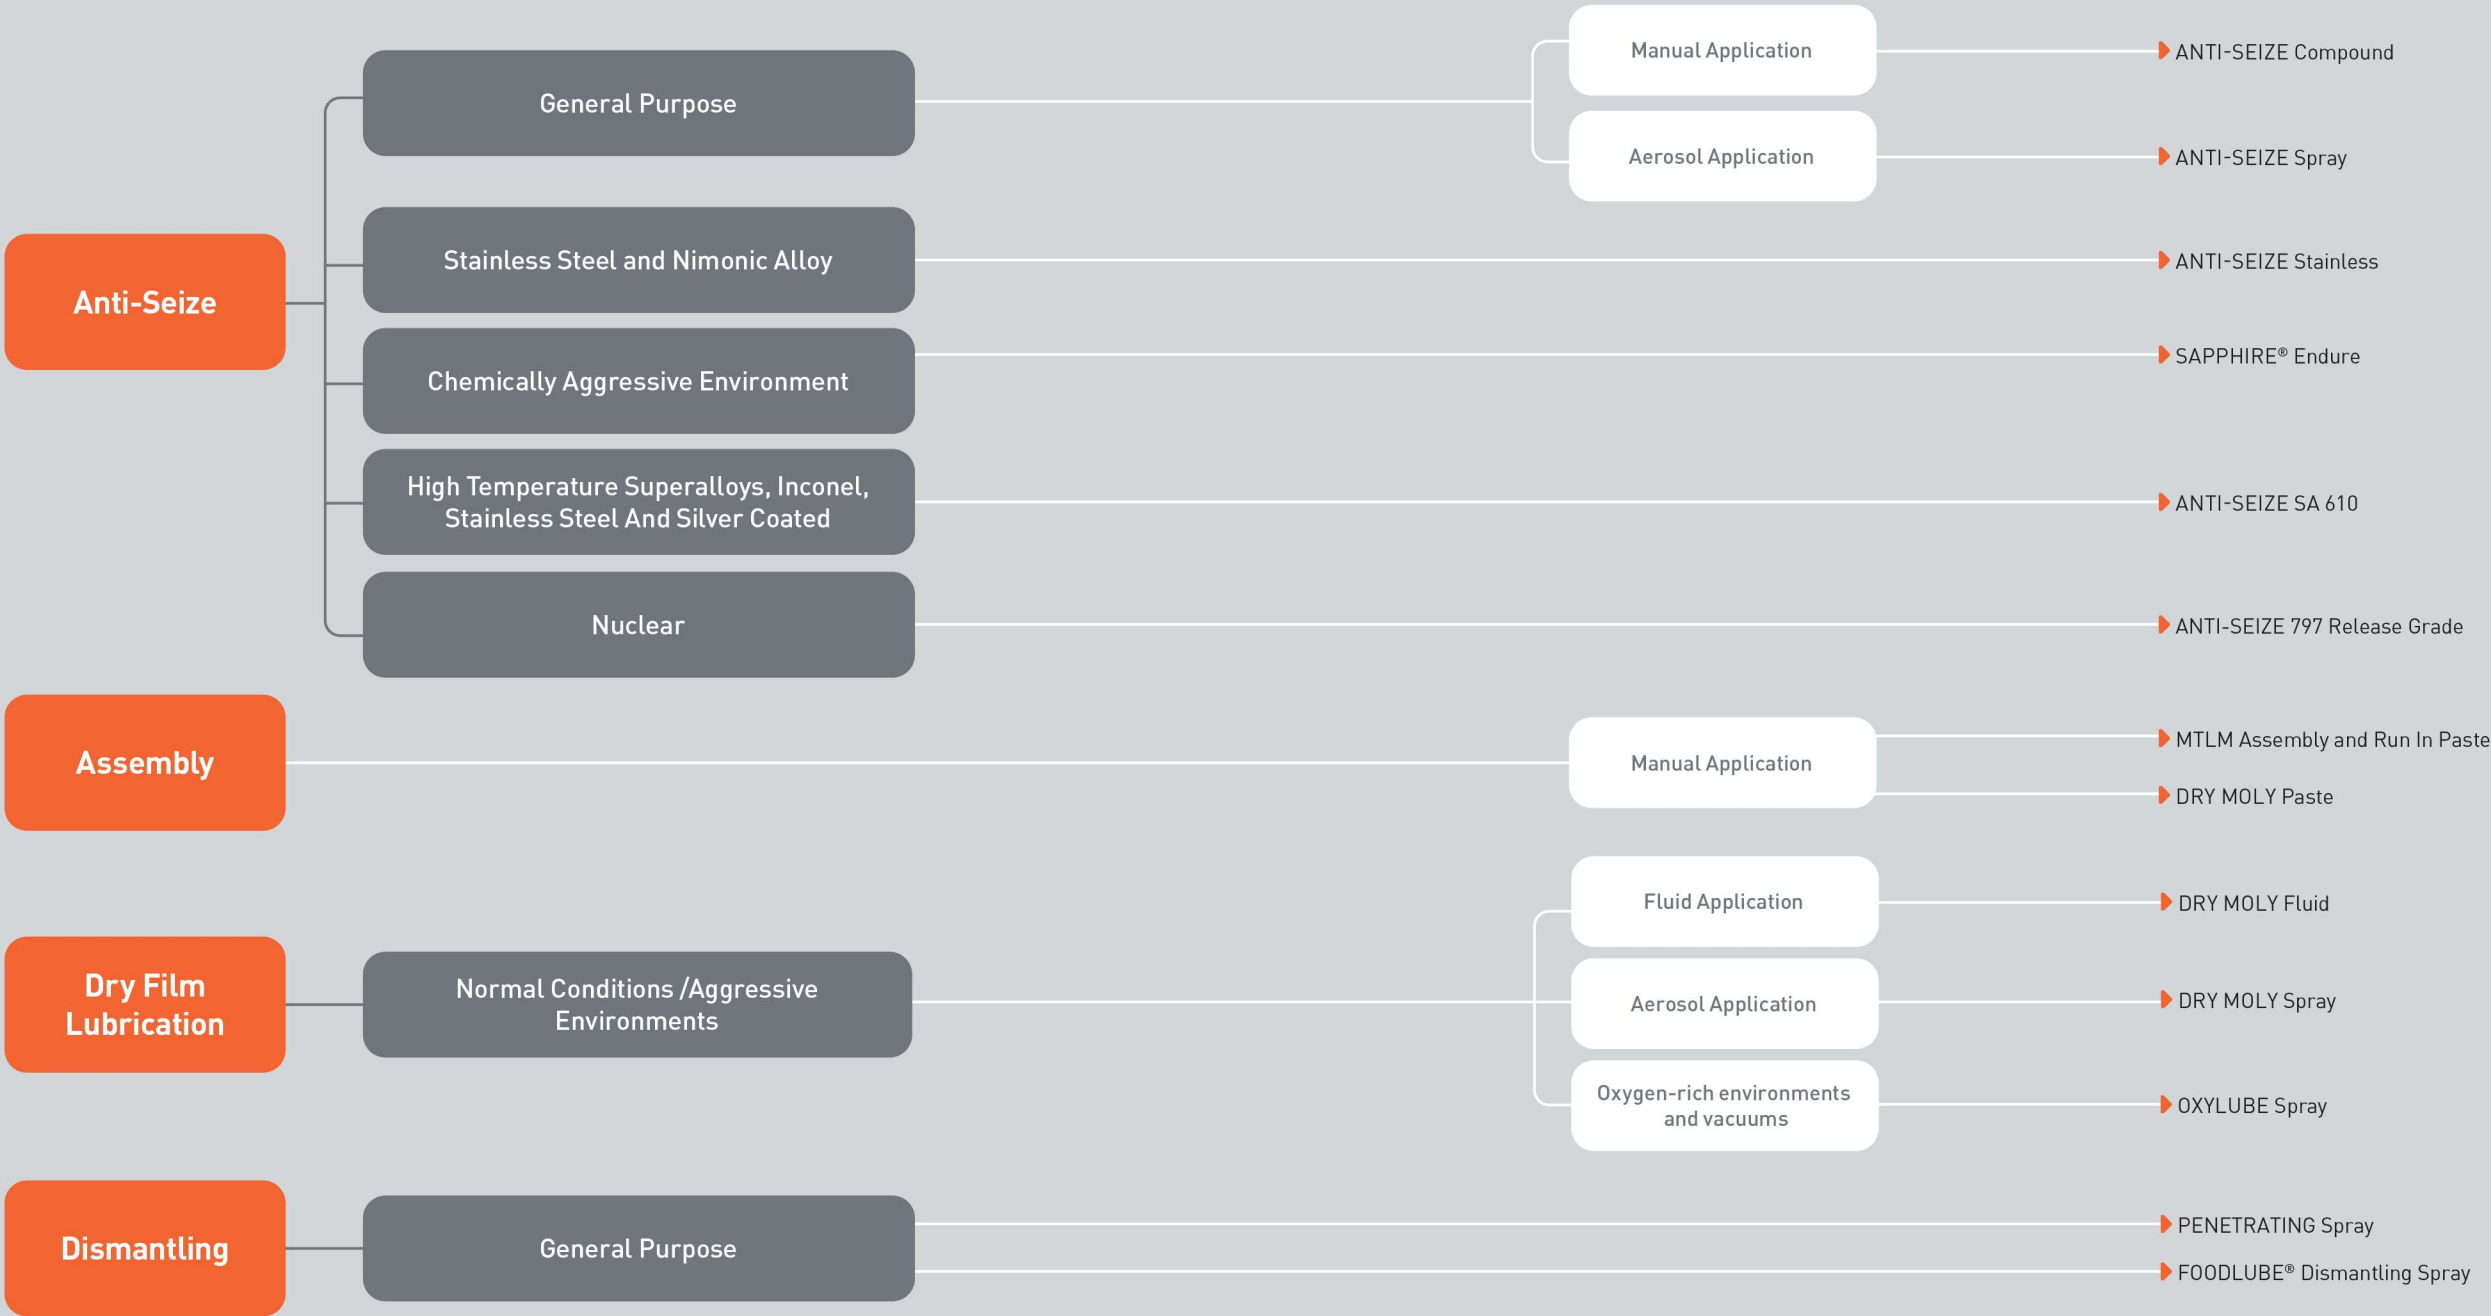 Anti-Seize
General Purpose
Manual Application
ANTI-SEIZE Compound
Aerosol Application
ANTI-SEIZE Spray
Stainless Steel and Nimonic Alloy
ANTI-SEIZE Stainless
Chemically Aggressive Environment
SAPPHIRE® Endure
High Temperature Superalloys, Inconel,
Stainless Steel And Silver Coated
ANTI-SEIZE SA 610
Nuclear
ANTI-SEIZE 797 Release Grade
Assembly
Manual Application
MTLM Assembly and Run In Paste
DRY MOLY Paste
Dry Film
Lubrication
Normal Conditions /Aggressive
Environments
Fluid Application
DRY MOLY Fluid
Aerosol Application
DRY MOLY Spray
Oxygen-rich environments
and vacuums
OXYLUBE Spray
Dismantling
General Purpose
PENETRATING Spray
FOODLUBE® Dismantling Spray